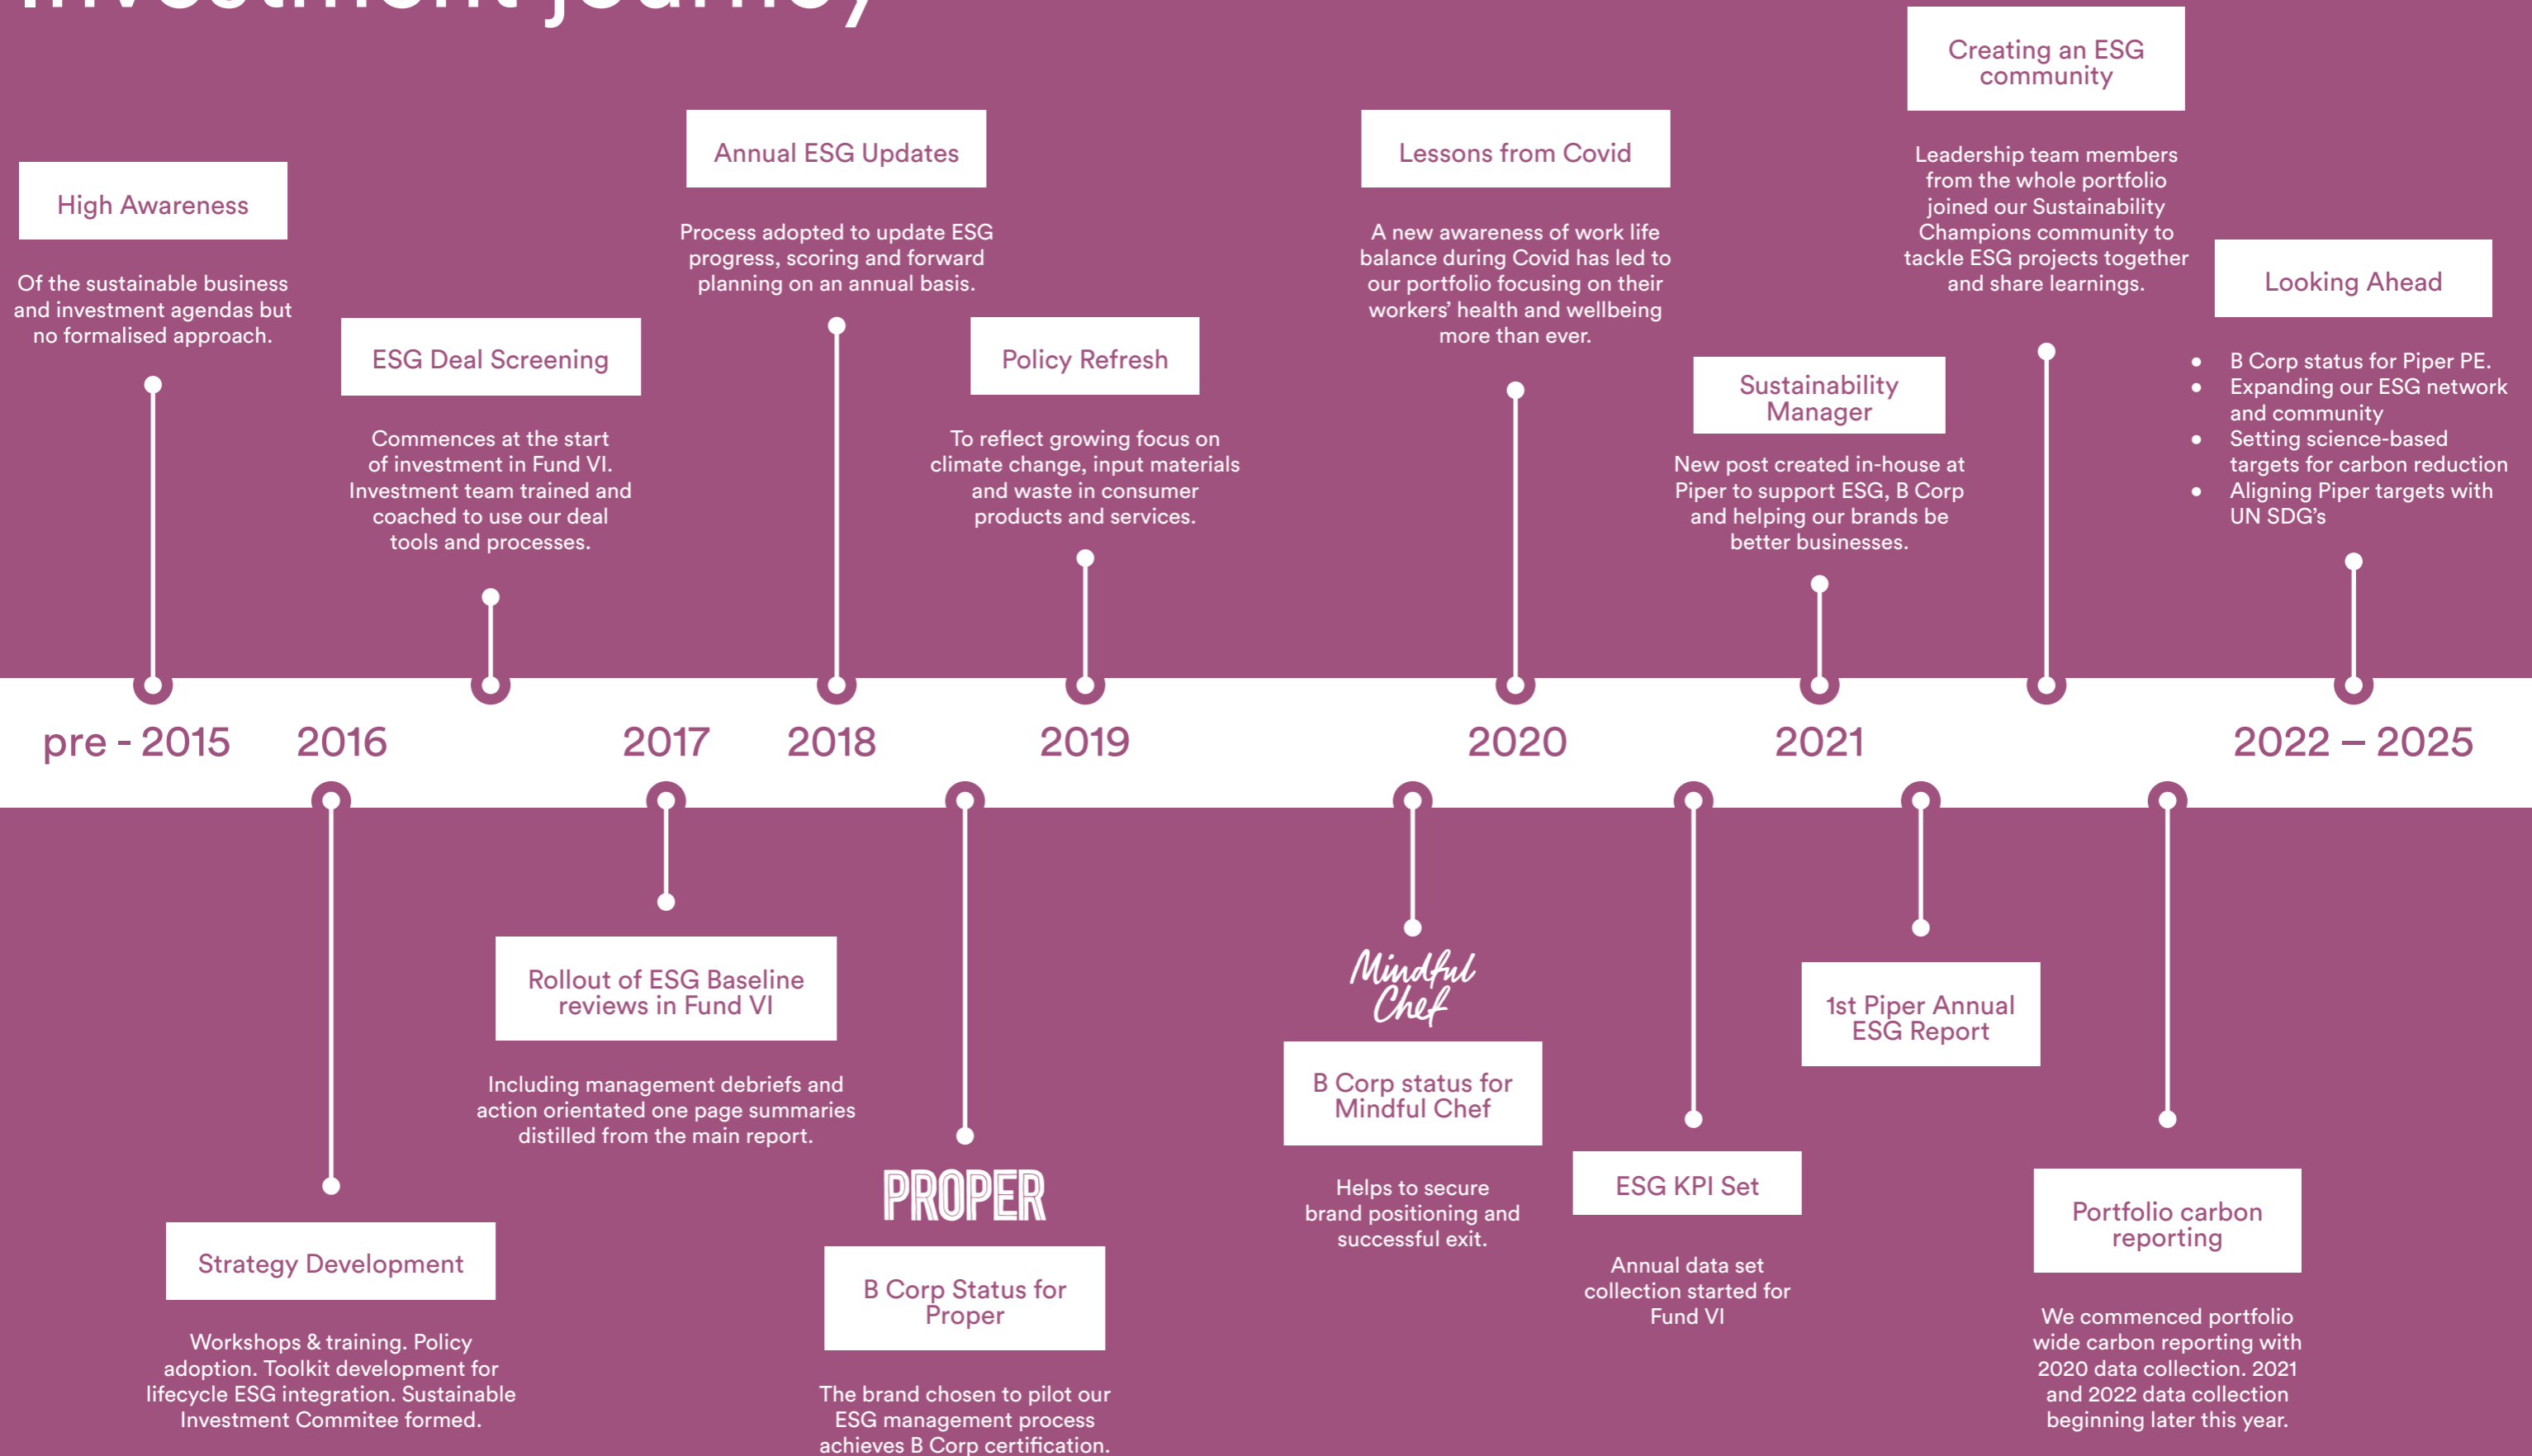 investment journey
High Awareness
Of the sustainable business
and investment agendas but
no formalised approach.
ESG Deal Screening
Commences at the start
of investment in Fund VI.
Investment team trained and
coached to use our deal
tools and processes.
Annual ESG Updates
Process adopted to update ESG
progress, scoring and forward
planning on an annual basis.
Policy Refresh
To reflect growing focus on
climate change, input materials
and waste in consumer
products and services.
Lessons from Covid
A new awareness of work life
balance during Covid has led to
our portfolio focusing on their
workers’ health and wellbeing
more than ever.
Sustainability
Manager
New post created in-house at
Piper to support ESG, B Corp
and helping our brands be
better businesses.
Creating an ESG
community
Leadership team members
from the whole portfolio
joined our Sustainability
Champions community to
tackle ESG projects together
and share learnings.
Looking Ahead
• B Corp status for Piper PE.
• Expanding our ESG network
and community
• Setting science-based
targets for carbon reduction
• Aligning Piper targets with
UN SDG’s
pre - 2015 2016 2017 2018 2019 2020 2021 2022 – 2025
Strategy Development
Workshops & training. Policy
adoption. Toolkit development for
lifecycle ESG integration. Sustainable
Investment Commitee formed.
Rollout of ESG Baseline
reviews in Fund VI
Including management debriefs and
action orientated one page summaries
distilled from the main report.
PROPER
B Corp Status for
Proper
The brand chosen to pilot our
ESG management process
achieves B Corp certification.
Mindful
Chef
B Corp status for
Mindful Chef
Helps to secure
brand positioning and
successful exit.
ESG KPI Set
Annual data set
collection started for
Fund VI
1st Piper Annual
ESG Report
Portfolio carbon
reporting
We commenced portfolio
wide carbon reporting with
2020 data collection. 2021
and 2022 data collection
beginning later this year.